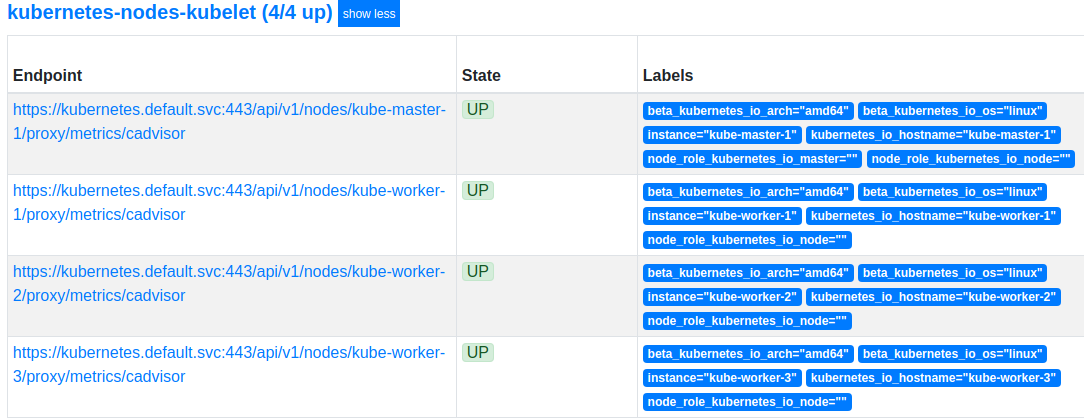 kubernetes-nodes-kubelet (4/4 up) show less
Endpoint State Labels
https://kubernetes.default.svc:443/api/v1/nodes/kube-master- UP beta_kubernetes_io_arch="amd64" beta_kubernetes_io_os="linux"
1/proxy/metrics/cadvisor instance="kube-master-1" kubernetes_io_hostname="kube-master-1"
node_role_kubernetes_io_master="" node_role_kubernetes_io_node=""
https://kubernetes.default.svc:443/api/v1/nodes/kube-worker- UP beta_kubernetes_io_arch="amd64" beta_kubernetes_io_os="linux"
1/proxy/metrics/cadvisor instance="kube-worker-1" kubernetes_io_hostname="kube-worker-1"
node_role_kubernetes_io_node=""
https://kubernetes.default.svc:443/api/v1/nodes/kube-worker- UP beta_kubernetes_io_arch="amd64" beta_kubernetes_io_os="linux"
2/proxy/metrics/cadvisor instance="kube-worker-2" kubernetes_io_hostname="kube-worker-2"
node_role_kubernetes_io_node=""
https://kubernetes.default.svc:443/api/v1/nodes/kube-worker- UP beta_kubernetes_io_arch="amd64" beta_kubernetes_io_os="linux"
3/proxy/metrics/cadvisor instance="kube-worker-3" kubernetes_io_hostname="kube-worker-3"
node_role_kubernetes_io_node=""